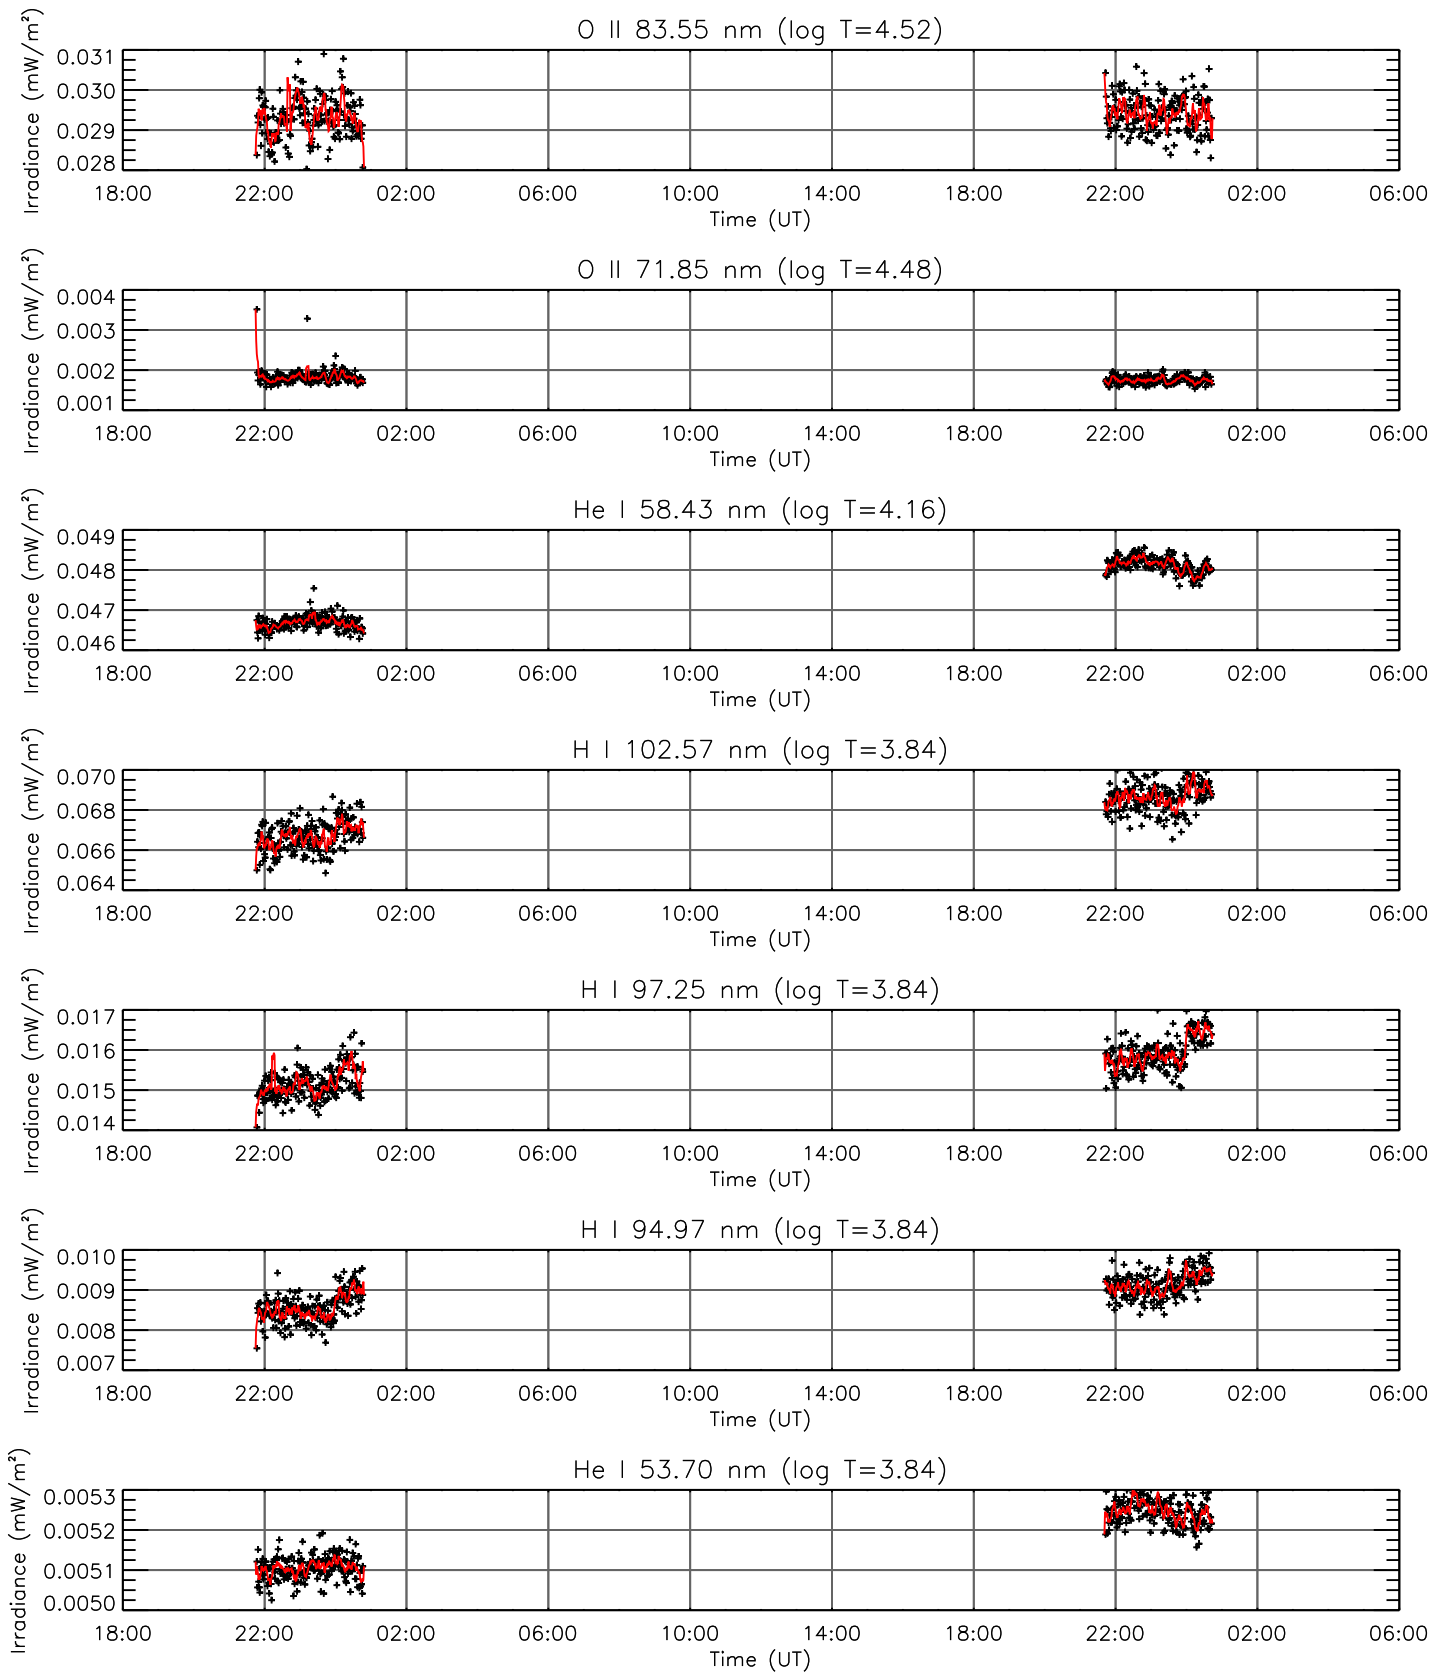 O II 83.55 nm (log T=4.52)
Irradiance (mW/m²)
0.031
0.030
0.029
0.028
18:00 22:00 02:00 06:00 10:00 14:00 18:00 22:00 02:00 06:00
Time (UT)
O II 71.85 nm (log T=4.48)
Irradiance (mW/m²)
0.004
0.003
0.002
0.001
18:00 22:00 02:00 06:00 10:00 14:00 18:00 22:00 02:00 06:00
Time (UT)
He I 58.43 nm (log T=4.16)
Irradiance (mW/m²)
0.049
0.048
0.047
0.046
18:00 22:00 02:00 06:00 10:00 14:00 18:00 22:00 02:00 06:00
Time (UT)
H I 102.57 nm (log T=3.84)
Irradiance (mW/m²)
0.070
0.068
0.066
0.064
18:00 22:00 02:00 06:00 10:00 14:00 18:00 22:00 02:00 06:00
Time (UT)
H I 97.25 nm (log T=3.84)
Irradiance (mW/m²)
0.017
0.016
0.015
0.014
18:00 22:00 02:00 06:00 10:00 14:00 18:00 22:00 02:00 06:00
Time (UT)
H I 94.97 nm (log T=3.84)
Irradiance (mW/m²)
0.010
0.009
0.008
0.007
18:00 22:00 02:00 06:00 10:00 14:00 18:00 22:00 02:00 06:00
Time (UT)
He I 53.70 nm (log T=3.84)
Irradiance (mW/m²)
0.0053
0.0052
0.0051
0.0050
18:00 22:00 02:00 06:00 10:00 14:00 18:00 22:00 02:00 06:00
Time (UT)